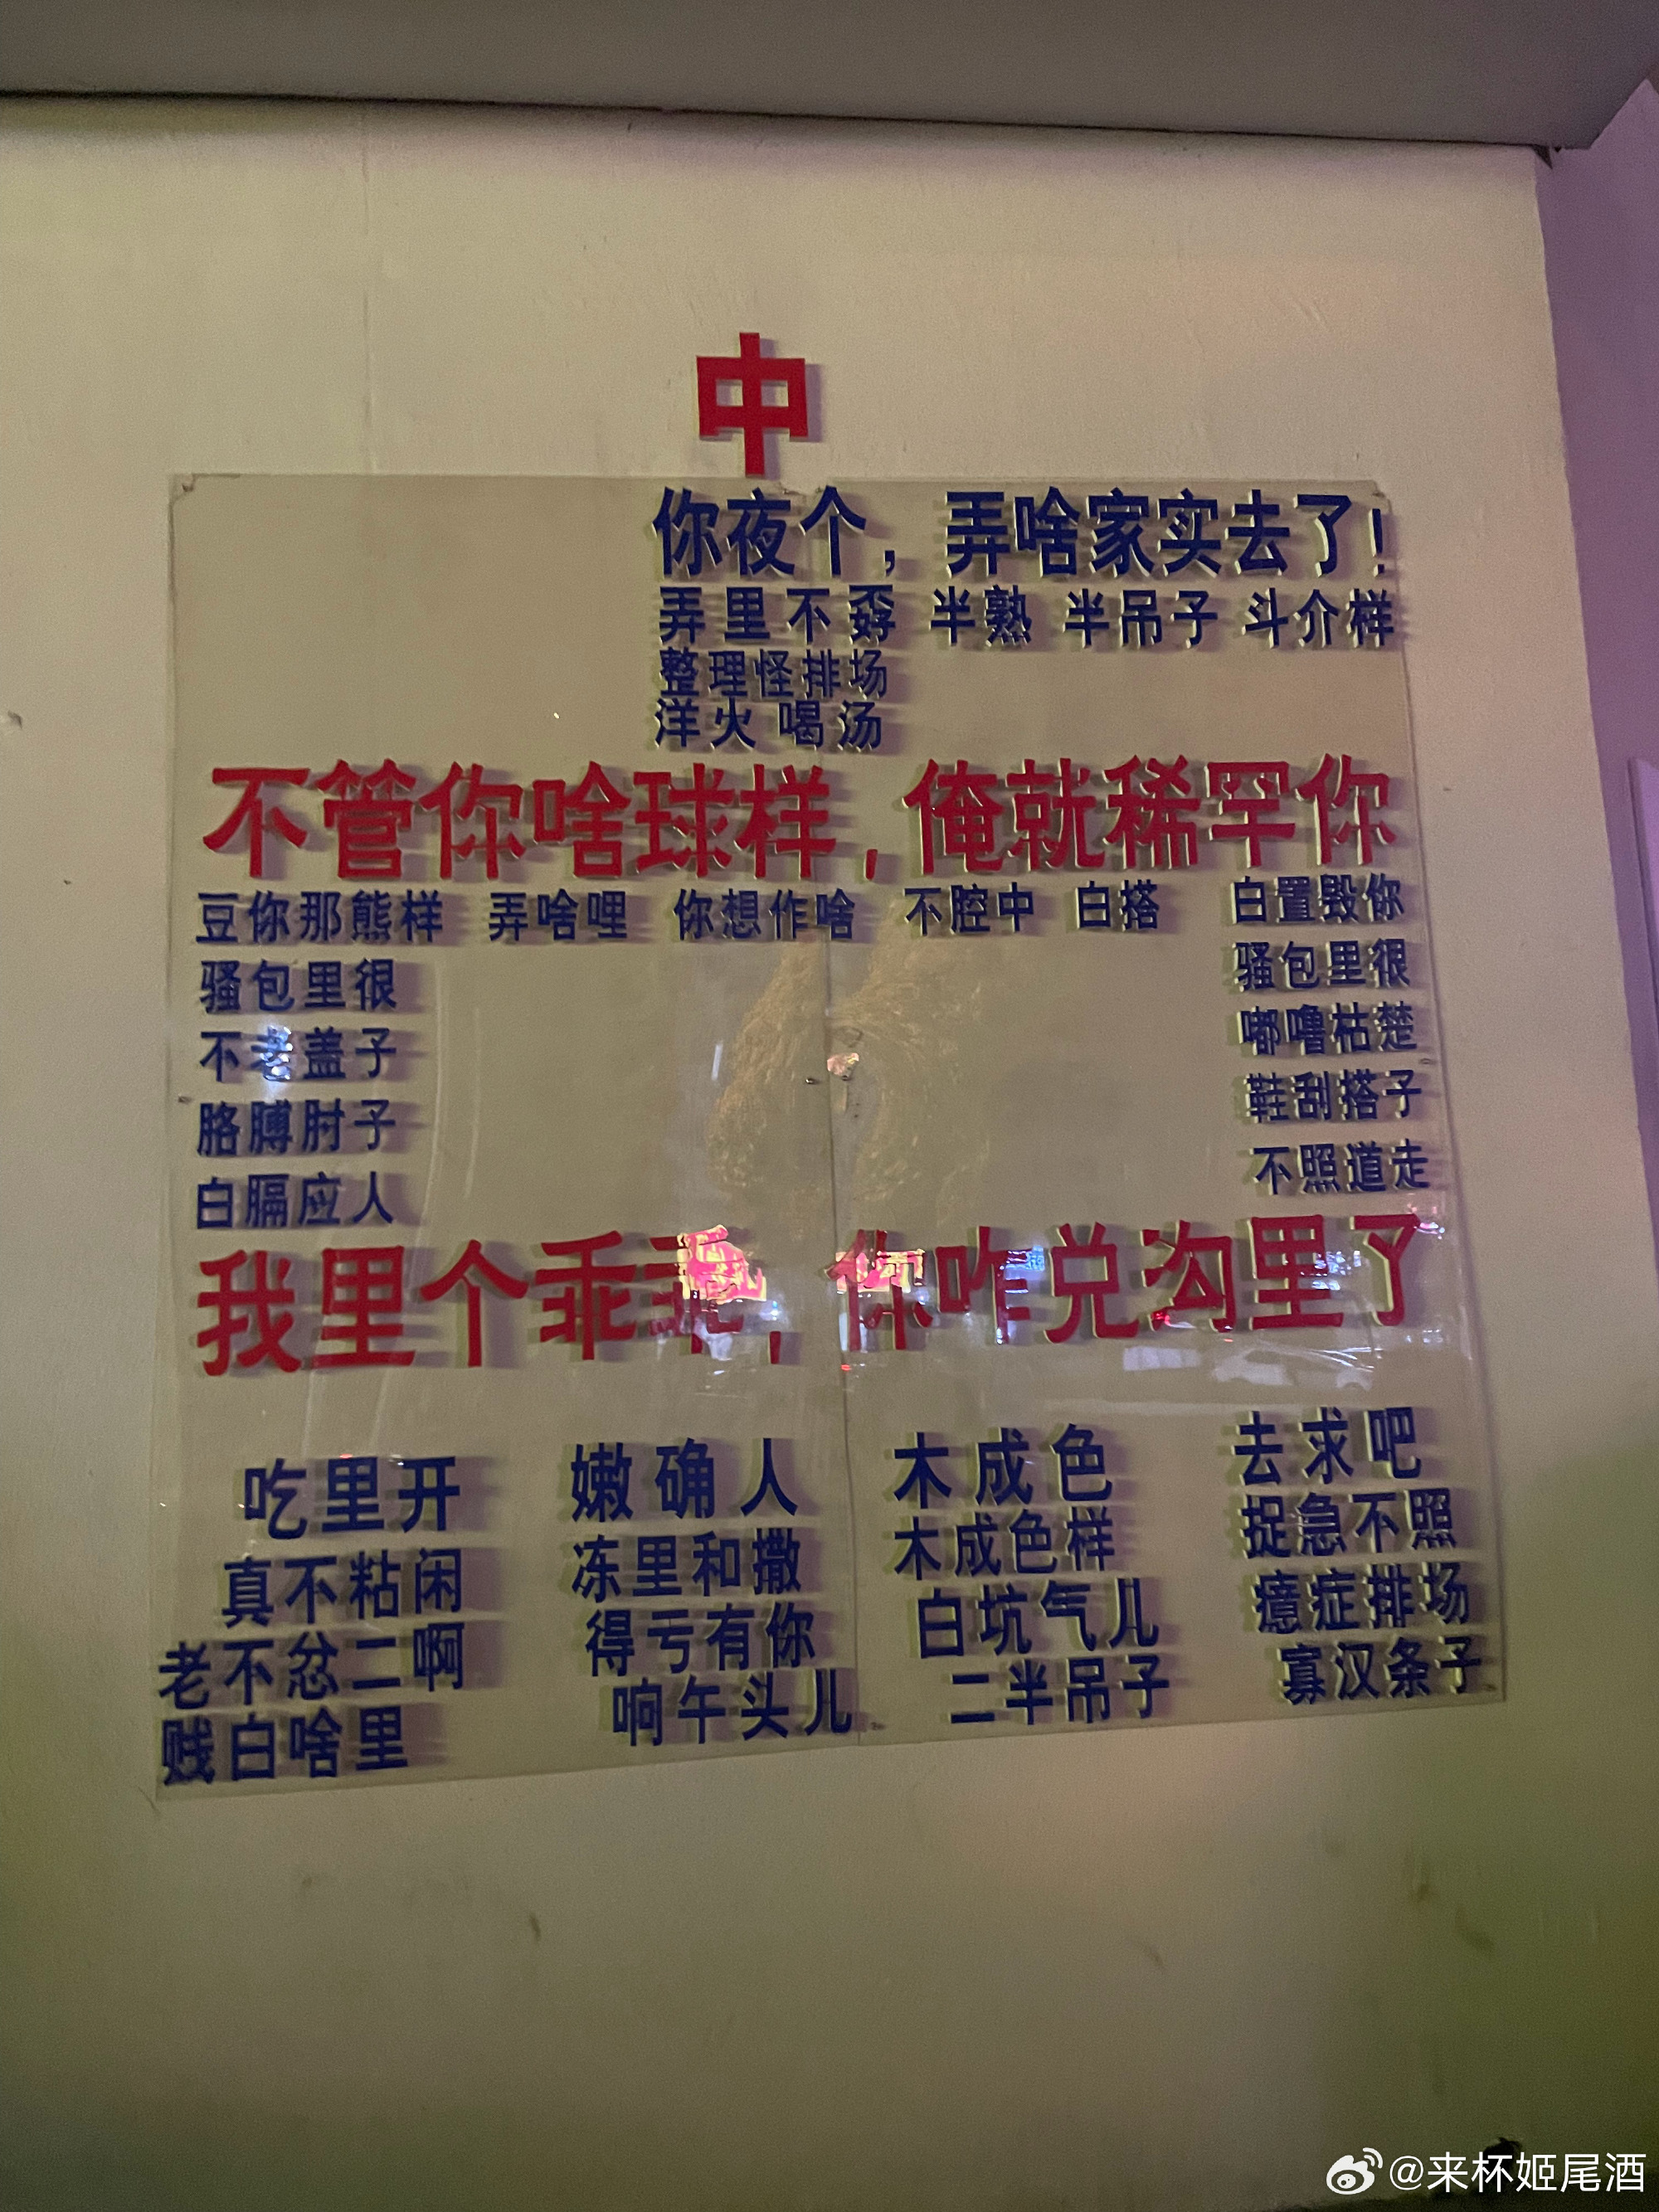 中
你夜个，弄啥家实去了！
弄里不孬 半熟 半吊子 斗介样
整理怪排场
洋火 喝汤
不管你啥球样，俺就稀罕你
豆你那熊样 弄啥哩 你想作啥 不腔中 白搭 白置毁你
骚包里很 骚包里很
不老盖子 嘟噜枯楚
胳膊肘子 鞋刮搭子
白膈应人 不照道走
我里个乖乖，你咋兑沟里了
吃里开 嫩确人 木成色 去求吧
真不粘闲 冻里和撒 木成色样 捉急不照
老不忿二啊 得亏有你 白坑气儿 癔症排场
贱白啥里 响午头儿 二半吊子 寡汉条子
@来杯姬尾酒